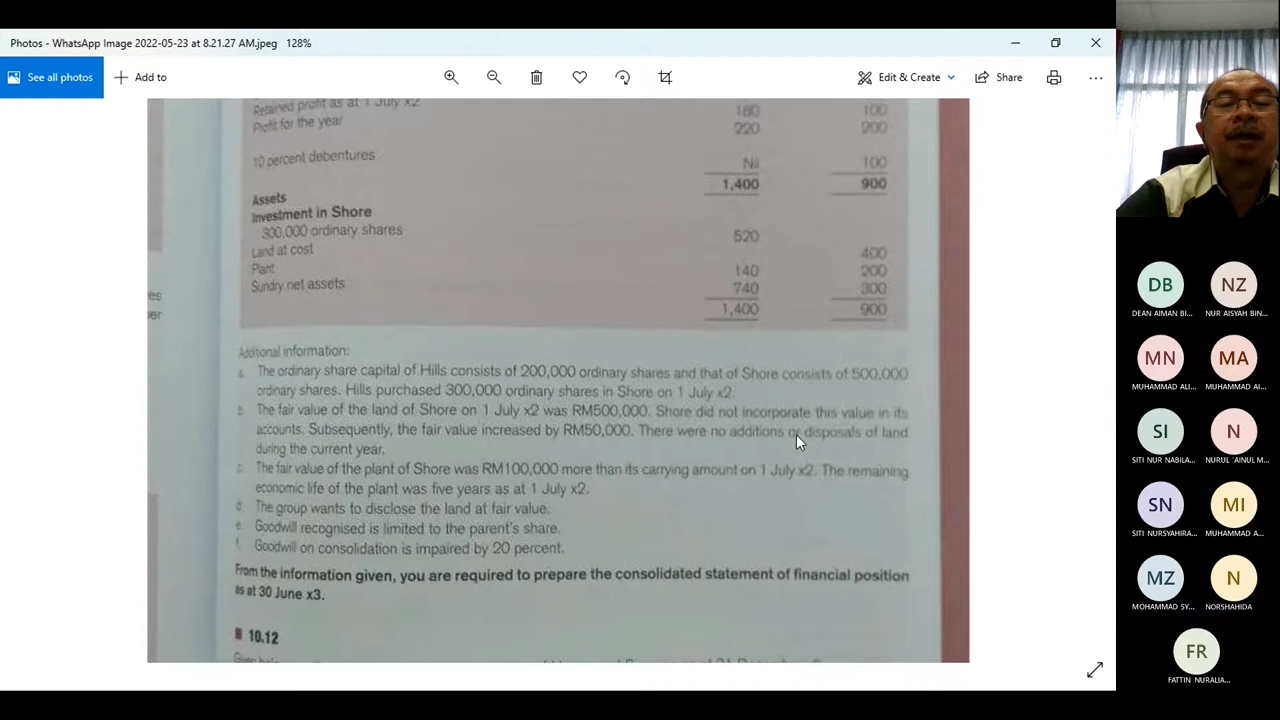 Photos - WhatsApp Image 2022-05-23 at 8.21.27 AM.jpeg 128%
See all photos
Add to
Edit & Create
Share
Retained profit as at 1 July x2 180 100
Profit for the year 220 200
10 percent debentures Nil 100
1,400 900
Assets
Investment in Shore
300,000 ordinary shares 520
Land at cost 400
Plant 140 200
Sundry net assets 740 300
1,400 900
es
er
Additional information:
a. The ordinary share capital of Hills consists of 200,000 ordinary shares and that of Shore consists of 500,000
ordinary shares. Hills purchased 300,000 ordinary shares in Shore on 1 July x2.
b The fair value of the land of Shore on 1 July x2 was RM500,000. Shore did not incorporate this value in its
accounts. Subsequently, the fair value increased by RM50,000. There were no additions or disposals of land
during the current year.
c. The fair value of the plant of Shore was RM100,000 more than its carrying amount on 1 July x2. The remaining
economic life of the plant was five years as at 1 July x2.
d The group wants to disclose the land at fair value.
e. Goodwill recognised is limited to the parent's share.
f. Goodwill on consolidation is impaired by 20 percent.
From the information given, you are required to prepare the consolidated statement of financial position
as at 30 June x3.
10.12
DB NZ
DEAN AIMAN BI... NUR AISYAH BIN...
MN MA
MUHAMMAD ALI... MUHAMMAD AI...
SI N
SITI NUR NABILA... NURUL 'AINUL M...
SN MI
SITI NURSYAHIRA... MUHAMMAD A...
MZ N
MOHAMMAD SY... NORSHAHIDA
FR
FATTIN NURALIA...